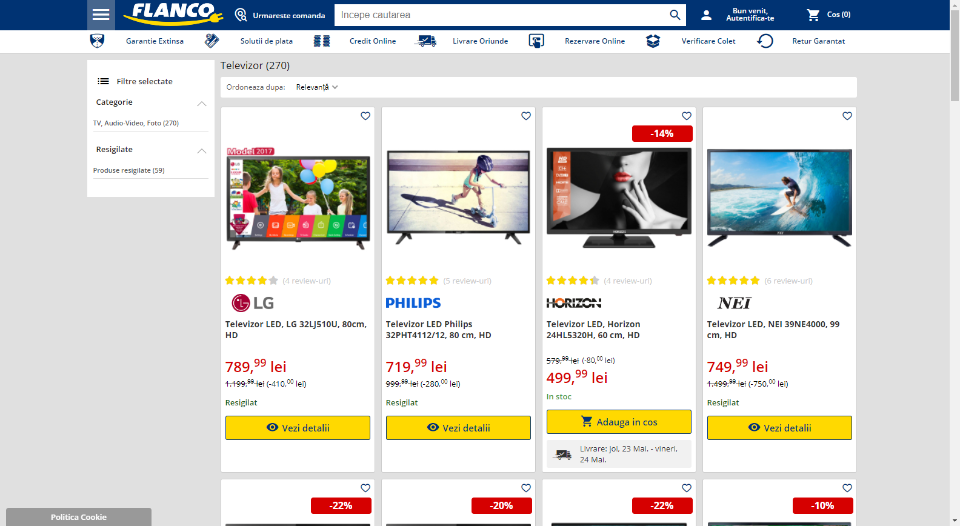 FLANCO
Urmareste comanda
Incepe cautarea
Bun venit,
Autentifica-te
Cos (0)
Garantie Extinsa
Solutii de plata
Credit Online
Livrare Oriunde
Rezervare Online
Verificare Colet
Retur Garantat
Filtre selectate
Categorie
TV, Audio-Video, Foto (270)
Resigilate
Produse resigilate (59)
Televizor (270)
Ordoneaza dupa: Relevanță
Model 2017
(4 review-uri)
LG
Televizor LED, LG 32LJ510U, 80cm,
HD
789,99 lei
1.199,99 lei (-410,00 lei)
Resigilat
Vezi detalii
(5 review-uri)
PHILIPS
Televizor LED Philips
32PHT4112/12, 80 cm, HD
719,99 lei
999,99 lei (-280,00 lei)
Resigilat
Vezi detalii
-14%
(4 review-uri)
HORIZON
Televizor LED, Horizon
24HL5320H, 60 cm, HD
579,99 lei (-80,00 lei)
499,99 lei
In stoc
Adauga in cos
Livrare: Joi, 23 Mai. - vineri,
24 Mai.
(6 review-uri)
NEI
Televizor LED, NEI 39NE4000, 99
cm, HD
749,99 lei
1.499,99 lei (-750,00 lei)
Resigilat
Vezi detalii
-22%
-20%
-22%
-10%
Politica Cookie